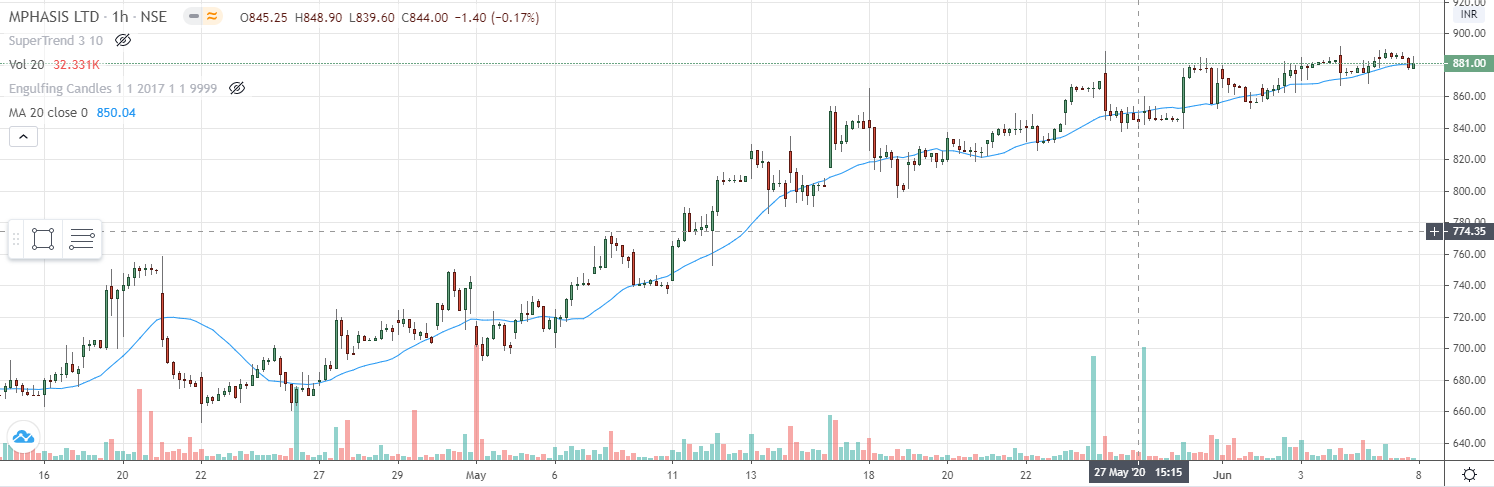 MPHASIS LTD · 1h · NSE O845.25 H848.90 L839.60 C844.00 −1.40 (−0.17%)
SuperTrend 3 10
Vol 20 32.331K
Engulfing Candles 1 1 2017 1 1 9999
MA 20 close 0 850.04
920.00
INR
900.00
881.00
860.00
840.00
820.00
800.00
780.00
774.35
760.00
740.00
720.00
700.00
680.00
660.00
640.00
16 20 22 27 29 May 6 11 13 18 20 22 27 May '20 15:15 Jun 3 8